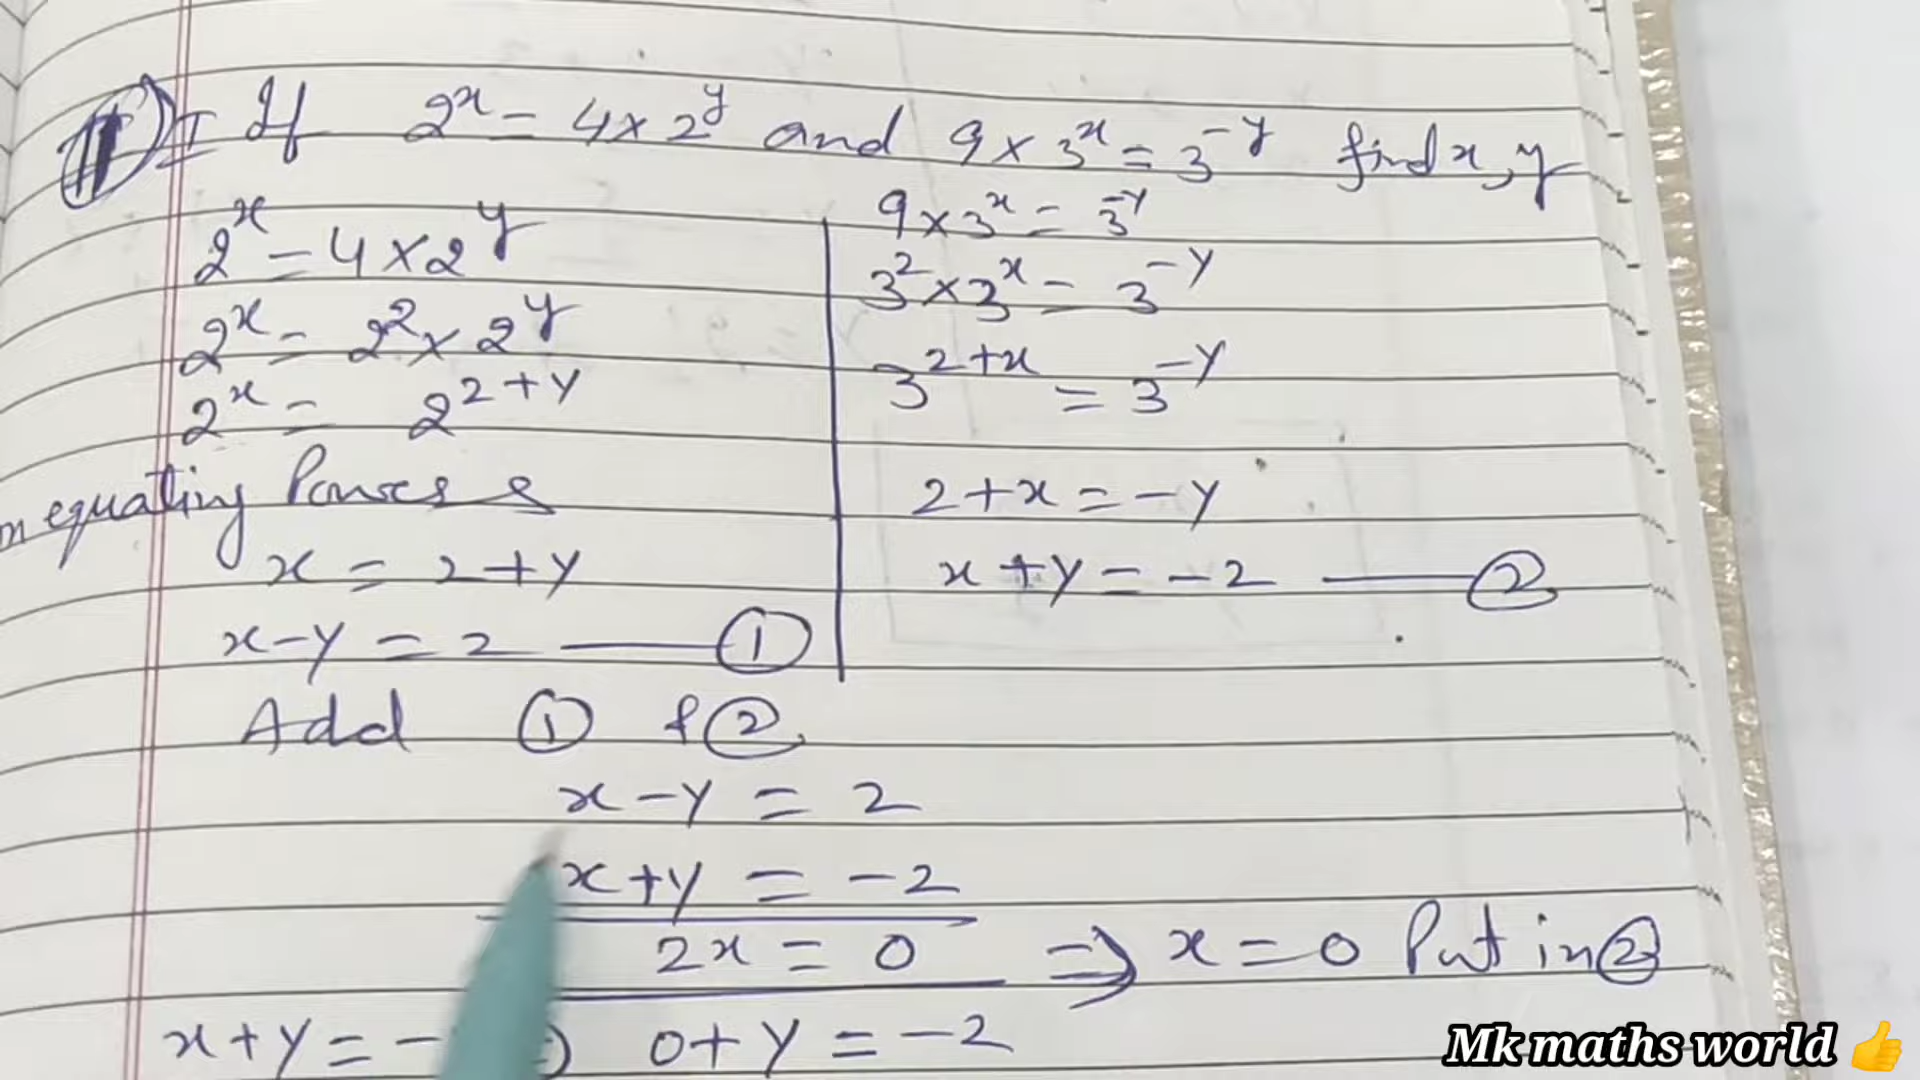 If 2^x = 4 × 2^y and 9 × 3^x = 3^-y find x, y
2^x = 4 × 2^y
2^x = 2^2 × 2^y
2^x = 2^2+y
equating Powers
x = 2 + y
x - y = 2 —— ①
9 × 3^x = 3^-y
3^2 × 3^x = 3^-y
3^2+x = 3^-y
2 + x = -y
x + y = -2 —— ②
Add ① & ②
x - y = 2
x + y = -2
2x = 0 ⇒ x = 0 Put in ②
x + y = - 0 + y = -2
Mk maths world 👍